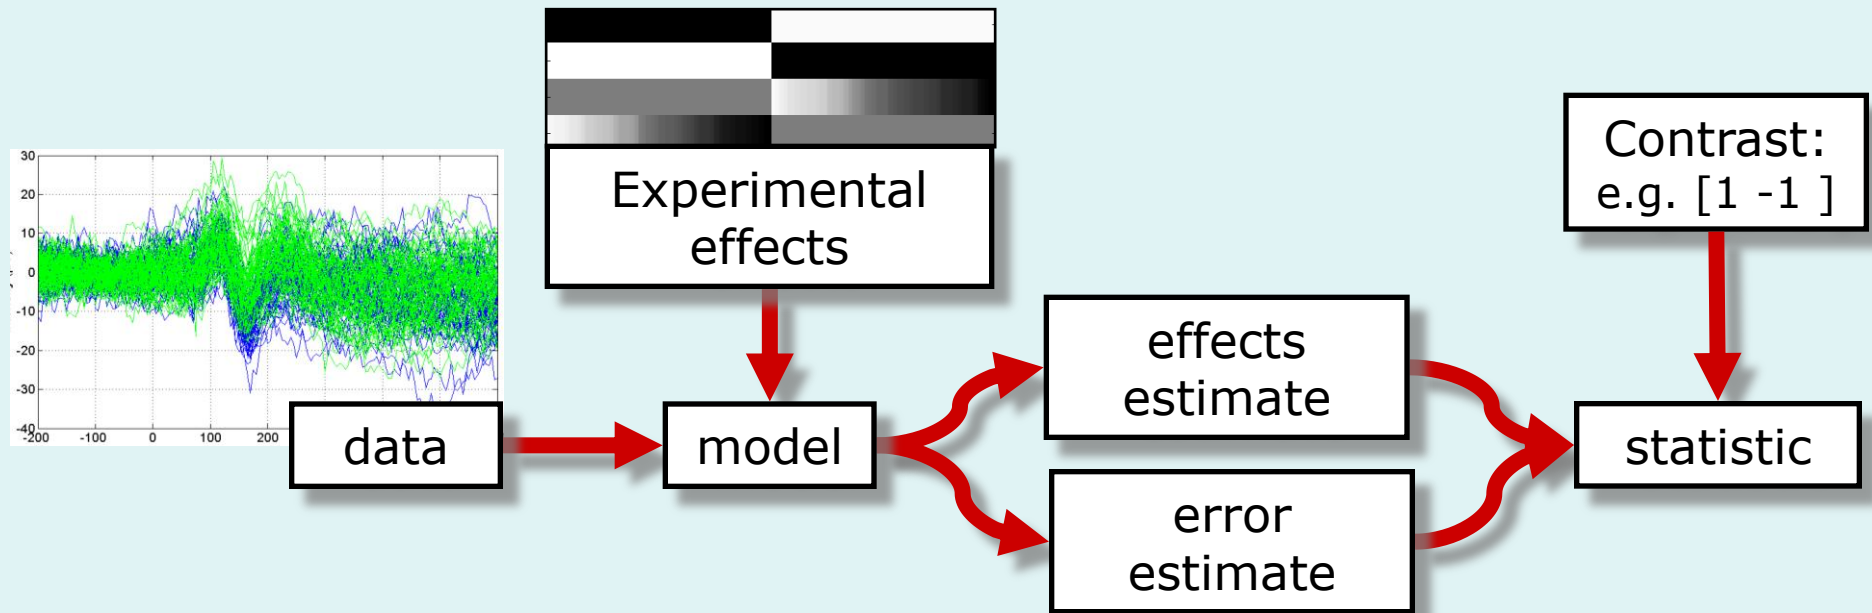 30
20
10
0
-10
-20
-30
-40
-200 -100 0 100 200
data
Experimental
effects
model
effects
estimate
error
estimate
Contrast:
e.g. [1 -1 ]
statistic